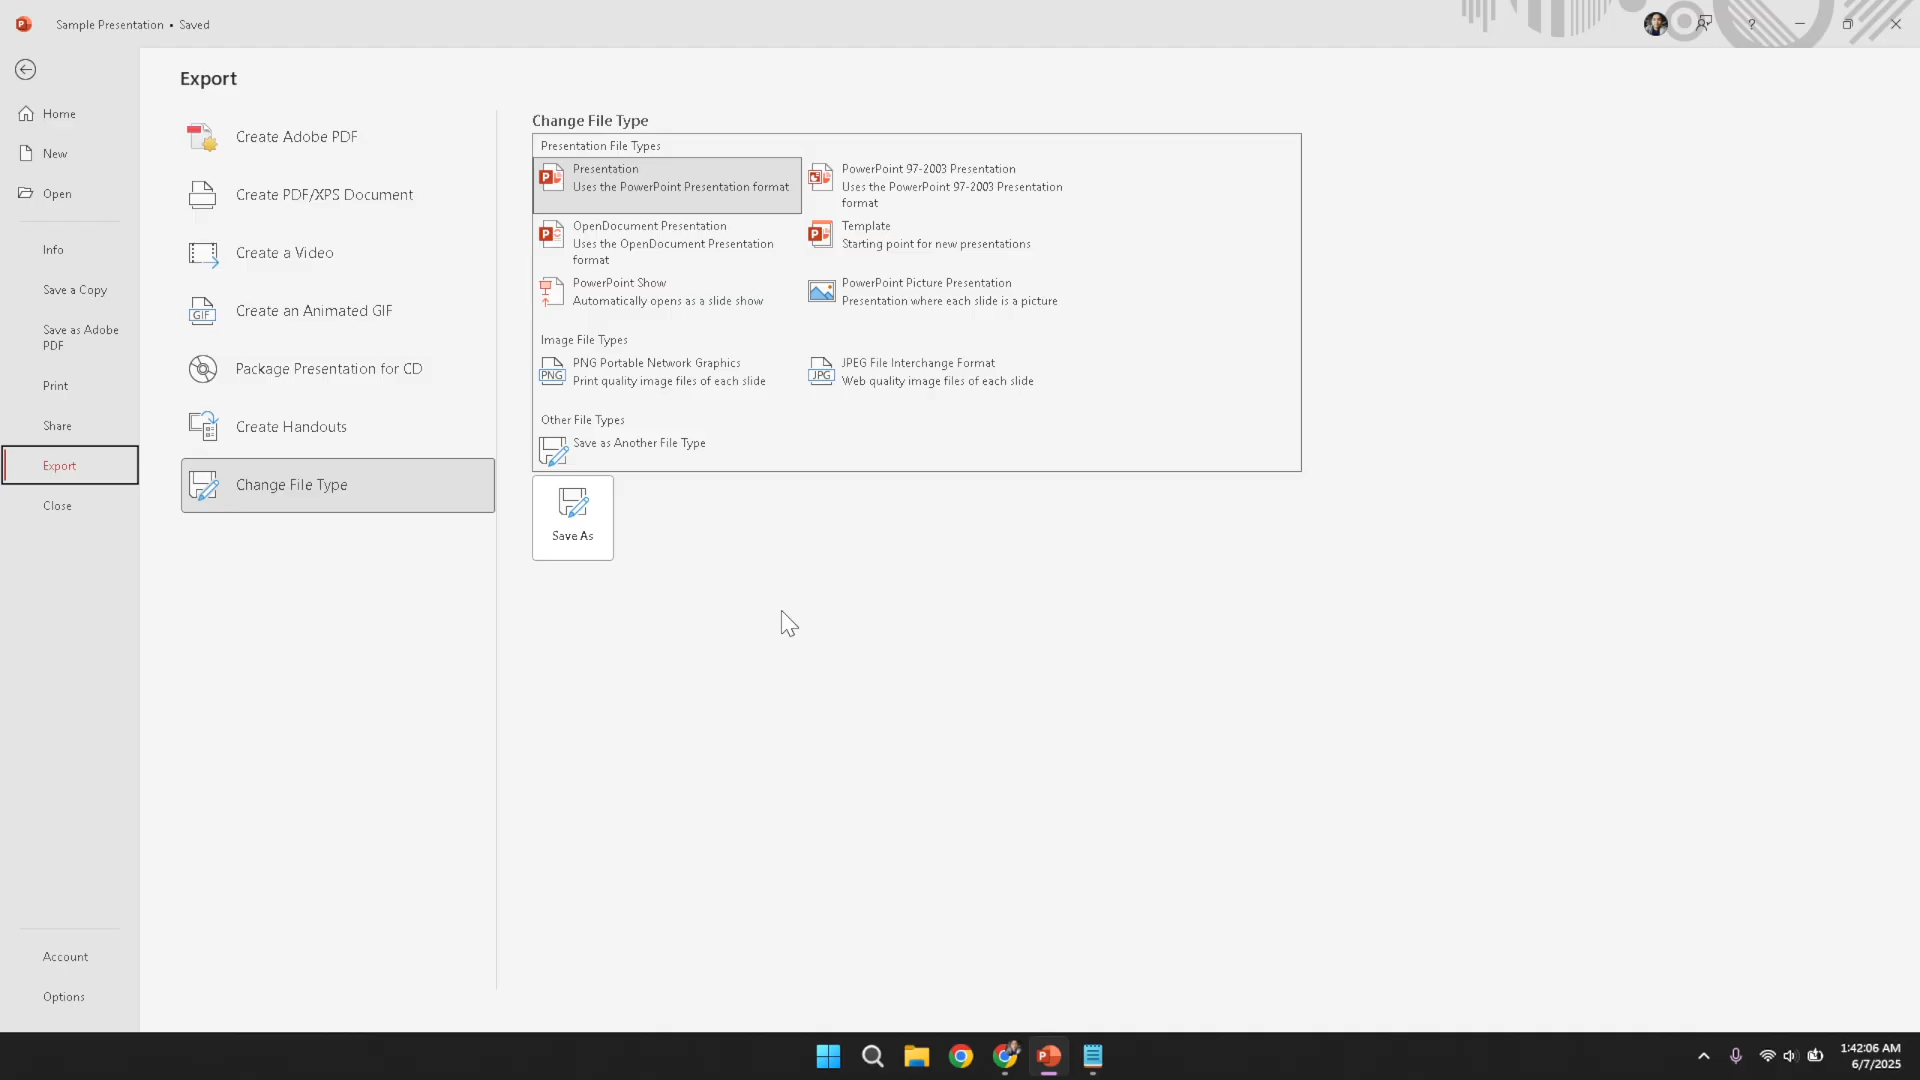 Sample Presentation • Saved
Export
Home
New
Open
Info
Save a Copy
Save as Adobe
PDF
Print
Share
Export
Close
Account
Options
Create Adobe PDF
Create PDF/XPS Document
Create a Video
GIF
Create an Animated GIF
Package Presentation for CD
Create Handouts
Change File Type
Change File Type
Presentation File Types
Presentation
Uses the PowerPoint Presentation format
PowerPoint 97-2003 Presentation
Uses the PowerPoint 97-2003 Presentation
format
OpenDocument Presentation
Uses the OpenDocument Presentation
format
Template
Starting point for new presentations
PowerPoint Show
Automatically opens as a slide show
PowerPoint Picture Presentation
Presentation where each slide is a picture
Image File Types
PNG
PNG Portable Network Graphics
Print quality image files of each slide
JPG
JPEG File Interchange Format
Web quality image files of each slide
Other File Types
Save as Another File Type
Save As
1:42:06 AM
6/7/2025